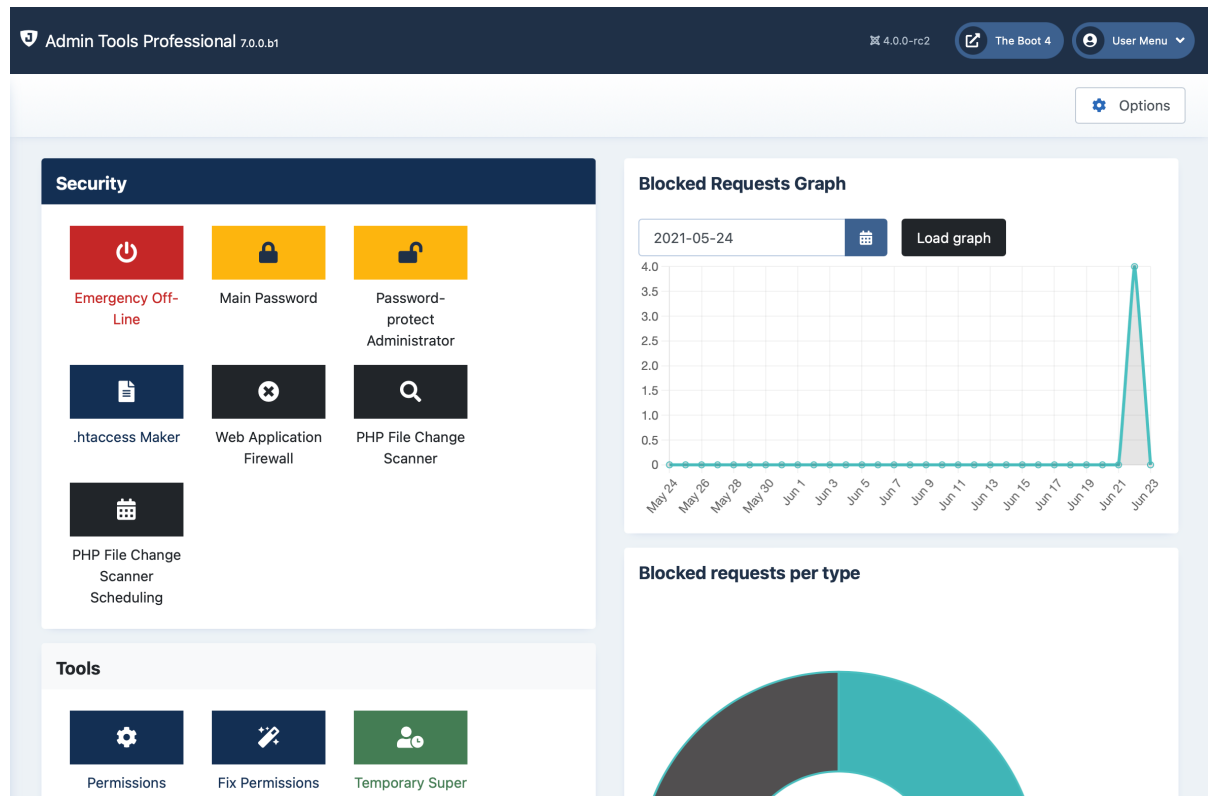 Admin Tools Professional 7.0.0.b1
4.0.0-rc2
The Boot 4
User Menu
Options
Security
Emergency Off-
Line
Main Password
Password-
protect
Administrator
.htaccess Maker
Web Application
Firewall
PHP File Change
Scanner
PHP File Change
Scanner
Scheduling
Tools
Permissions
Fix Permissions
Temporary Super
Blocked Requests Graph
2021-05-24
Load graph
4.0
3.5
3.0
2.5
2.0
1.5
1.0
0.5
0
May 24
May 26
May 28
May 30
Jun 1
Jun 3
Jun 5
Jun 7
Jun 9
Jun 11
Jun 13
Jun 15
Jun 17
Jun 19
Jun 21
Jun 23
Blocked requests per type